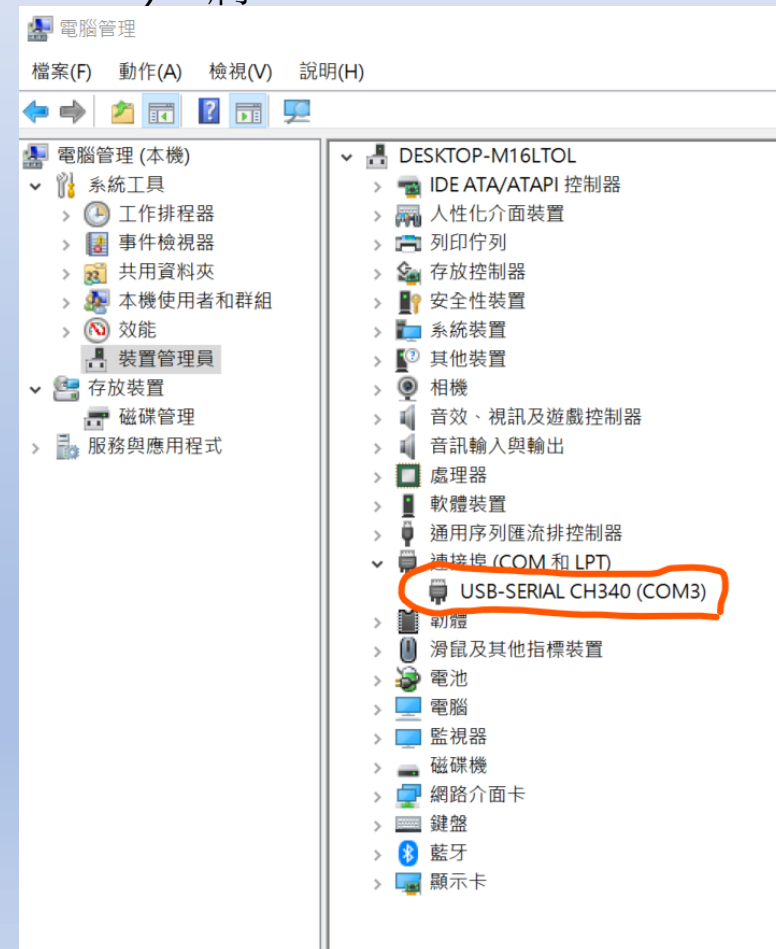 電腦管理
檔案(F) 動作(A) 檢視(V) 說明(H)
電腦管理 (本機)
系統工具
工作排程器
事件檢視器
共用資料夾
本機使用者和群組
效能
裝置管理員
存放裝置
磁碟管理
服務與應用程式
DESKTOP-M16LTOL
IDE ATA/ATAPI 控制器
人性化介面裝置
列印佇列
存放控制器
安全性裝置
系統裝置
其他裝置
相機
音效、視訊及遊戲控制器
音訊輸入與輸出
處理器
軟體裝置
通用序列匯流排控制器
連接埠 (COM 和 LPT)
USB-SERIAL CH340 (COM3)
韌體
滑鼠及其他指標裝置
電池
電腦
監視器
磁碟機
網路介面卡
鍵盤
藍牙
顯示卡